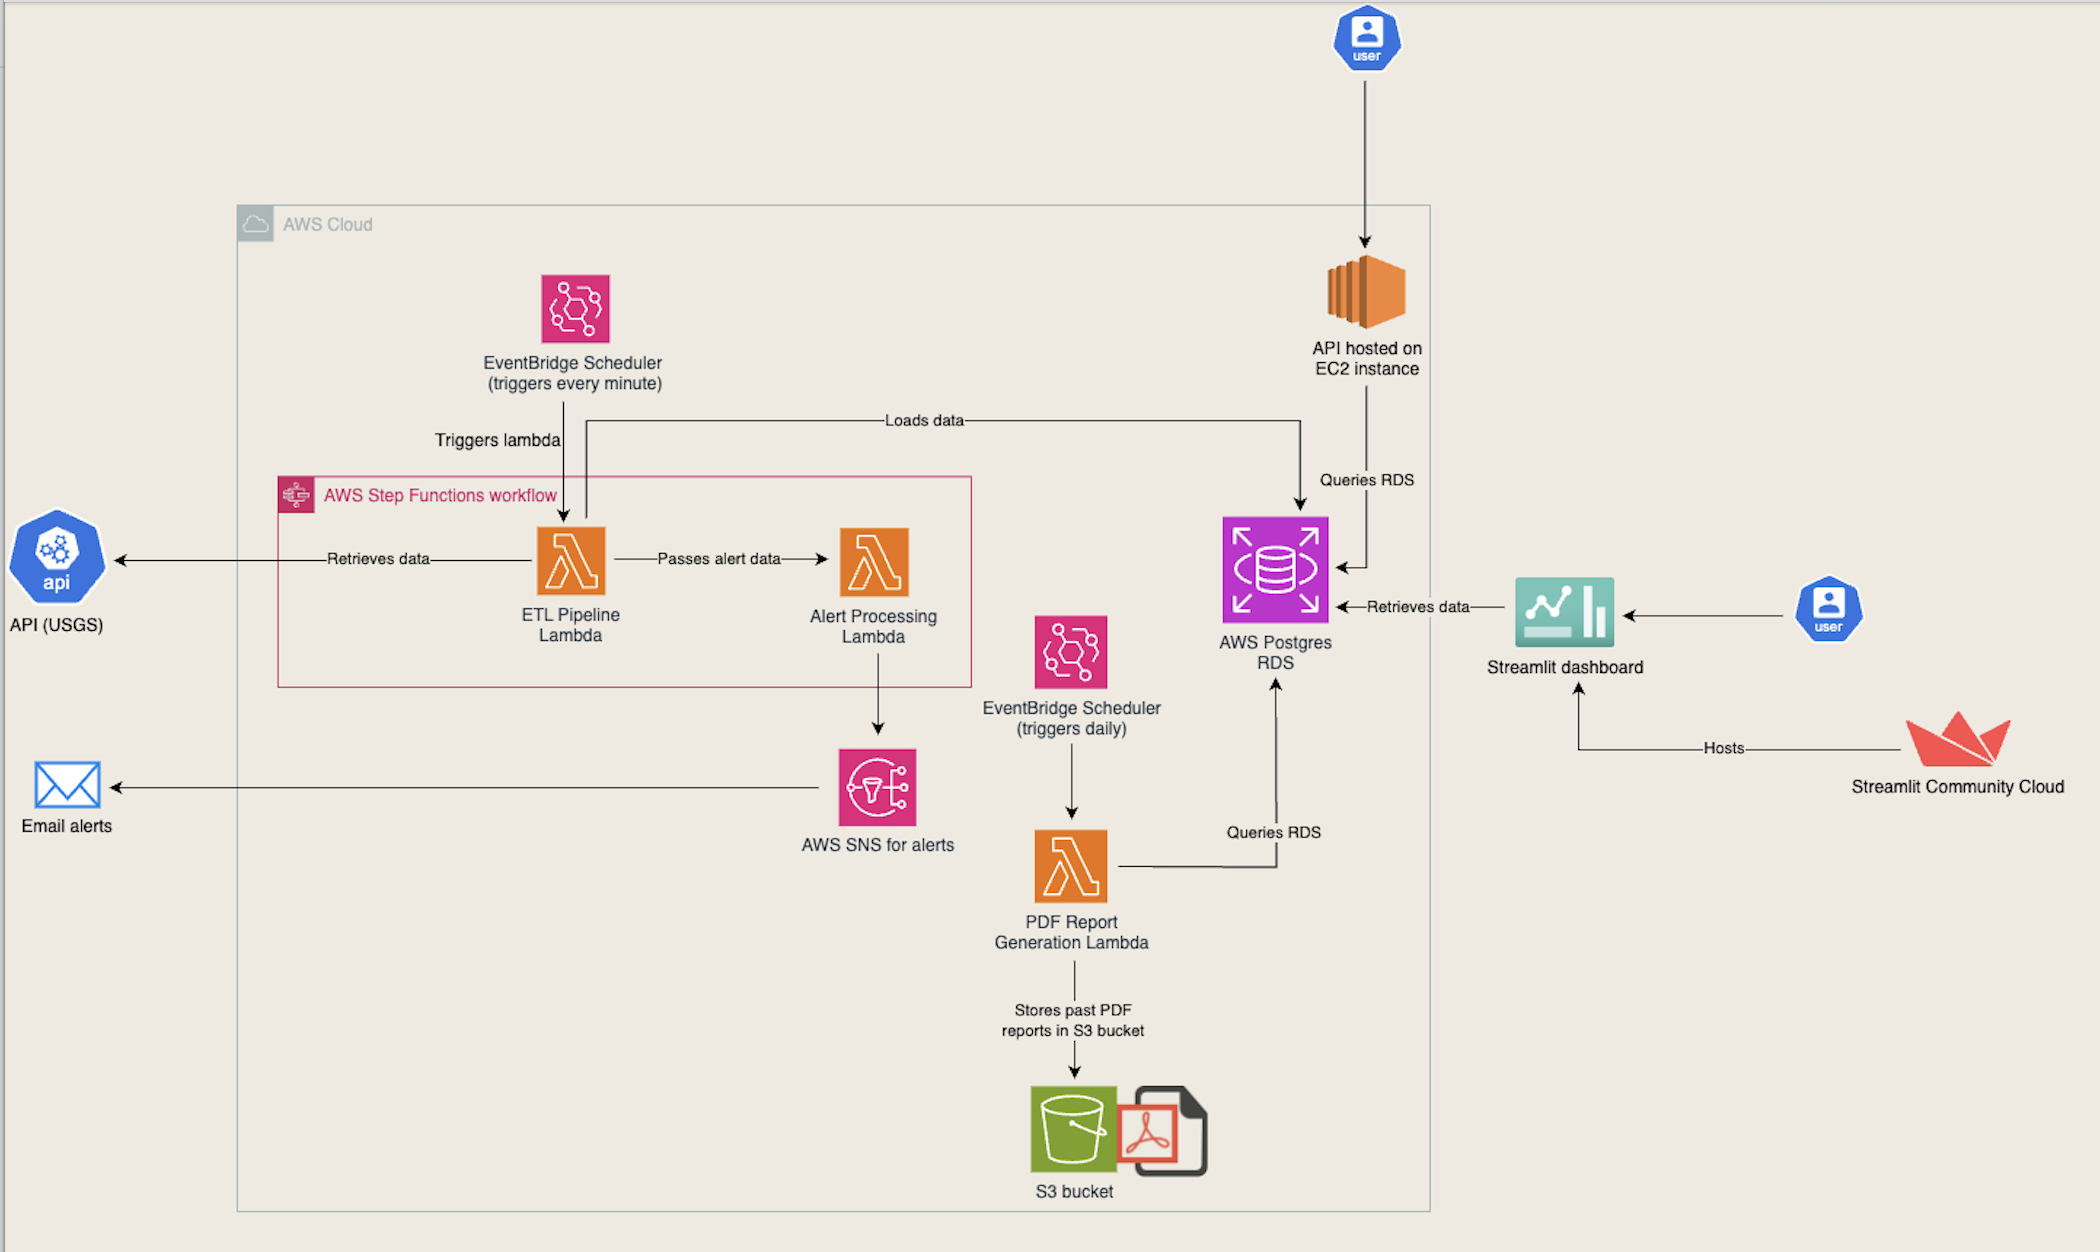 user
AWS Cloud
EventBridge Scheduler
(triggers every minute)
API hosted on
EC2 instance
Loads data
Triggers lambda
Queries RDS
AWS Step Functions workflow
Retrieves data
Passes alert data
api
API (USGS)
ETL Pipeline
Lambda
Alert Processing
Lambda
AWS Postgres
RDS
Retrieves data
user
Streamlit dashboard
EventBridge Scheduler
(triggers daily)
Hosts
Streamlit Community Cloud
Email alerts
AWS SNS for alerts
Queries RDS
PDF Report
Generation Lambda
Stores past PDF
reports in S3 bucket
S3 bucket